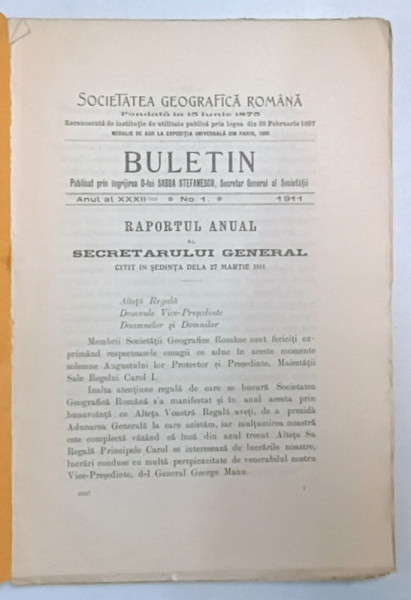 SOCIETATEA GEOGRAFICĂ ROMÂNĂ
Fondată la 15 Iunie 1875
Recunoscută de instituție de utilitate publică prin legea din 26 Februarie 1897
MEDALIE DE AUR LA EXPOZIȚIA UNIVERSALĂ DIN PARIS, 1900
BULETIN
Publicat prin îngrijirea D-lui SABBA STEFANESCU, Secretar General al Societății
Anul al XXXII-lea * No. 1. * 1911
RAPORTUL ANUAL
AL
SECRETARULUI GENERAL
CITIT IN ȘEDINȚA DELA 27 MARTIE 1911
Alteță Regală
Domnule Vice-Președinte
Doamnelor și Domnilor
Membrii Societății Geografice Române sunt fericiți ex-
primând respectoasele omagii ce aduc în aceste momente
solemne Augustului lor Protector și Președinte, Maiestății
Sale Regelui Carol I.
Inalta atențiune regală de care se bucură Societatea
Geografică Română s'a manifestat și în anul acesta prin
bunavoința ce Alteța Voastră Regală aveți, de a prezida
Adunarea Generală la care asistăm, iar mulțumirea noastră
este complectă văzând că încă din anul trecut Alteța Sa
Regală Principele Carol se interesează de lucrările noastre,
lucrări conduse cu multă perspicacitate de venerabilul nostru
Vice-Președinte, d-l General George Manu.
1